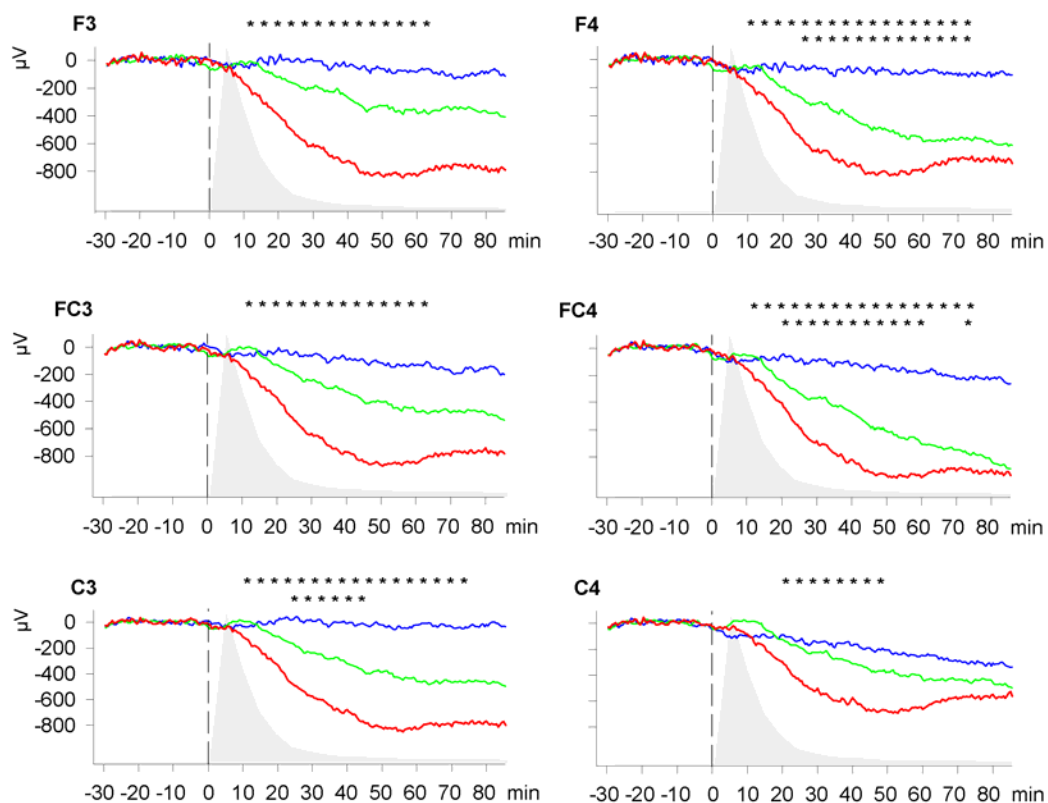 F3 * * * * * * * * * * * * * *
µV
0
-200
-400
-600
-800
-30 -20 -10 0 10 20 30 40 50 60 70 80 min
F4 * * * * * * * * * * * * * * * * *
* * * * * * * * * * * * *
-30 -20 -10 0 10 20 30 40 50 60 70 80 min
FC3 * * * * * * * * * * * * * *
µV
0
-200
-400
-600
-800
-30 -20 -10 0 10 20 30 40 50 60 70 80 min
FC4 * * * * * * * * * * * * * * * * *
* * * * * * * * * * * *
-30 -20 -10 0 10 20 30 40 50 60 70 80 min
C3 * * * * * * * * * * * * * * * * *
* * * * * *
µV
0
-200
-400
-600
-800
-30 -20 -10 0 10 20 30 40 50 60 70 80 min
C4 * * * * * * * *
-30 -20 -10 0 10 20 30 40 50 60 70 80 min